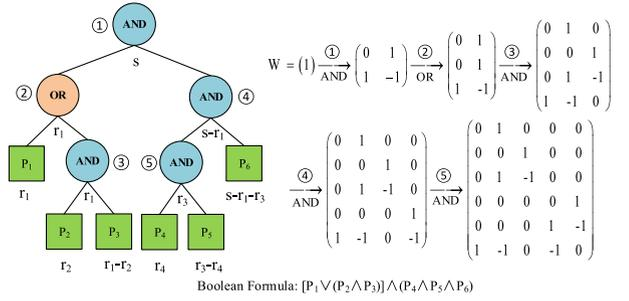 ① AND
s
② OR
AND ④
r₁
s-r₁
P₁
AND ③
⑤ AND
P₆
r₁
r₁
r₃
s-r₁-r₃
P₂ P₃ P₄ P₅
r₂ r₁-r₂ r₄ r₃-r₄
W = (1)
①
AND
0 1
1 -1
②
OR
0 1
0 1
1 -1
③
AND
0 1 0
0 0 1
0 1 -1
1 -1 0
④
AND
0 1 0 0
0 0 1 0
0 1 -1 0
0 0 0 1
1 -1 0 -1
⑤
AND
0 1 0 0 0
0 0 1 0 0
0 1 -1 0 0
0 0 0 0 1
0 0 0 1 -1
1 -1 0 -1 0
Boolean Formula: [P₁∨(P₂∧P₃)]∧(P₄∧P₅∧P₆)